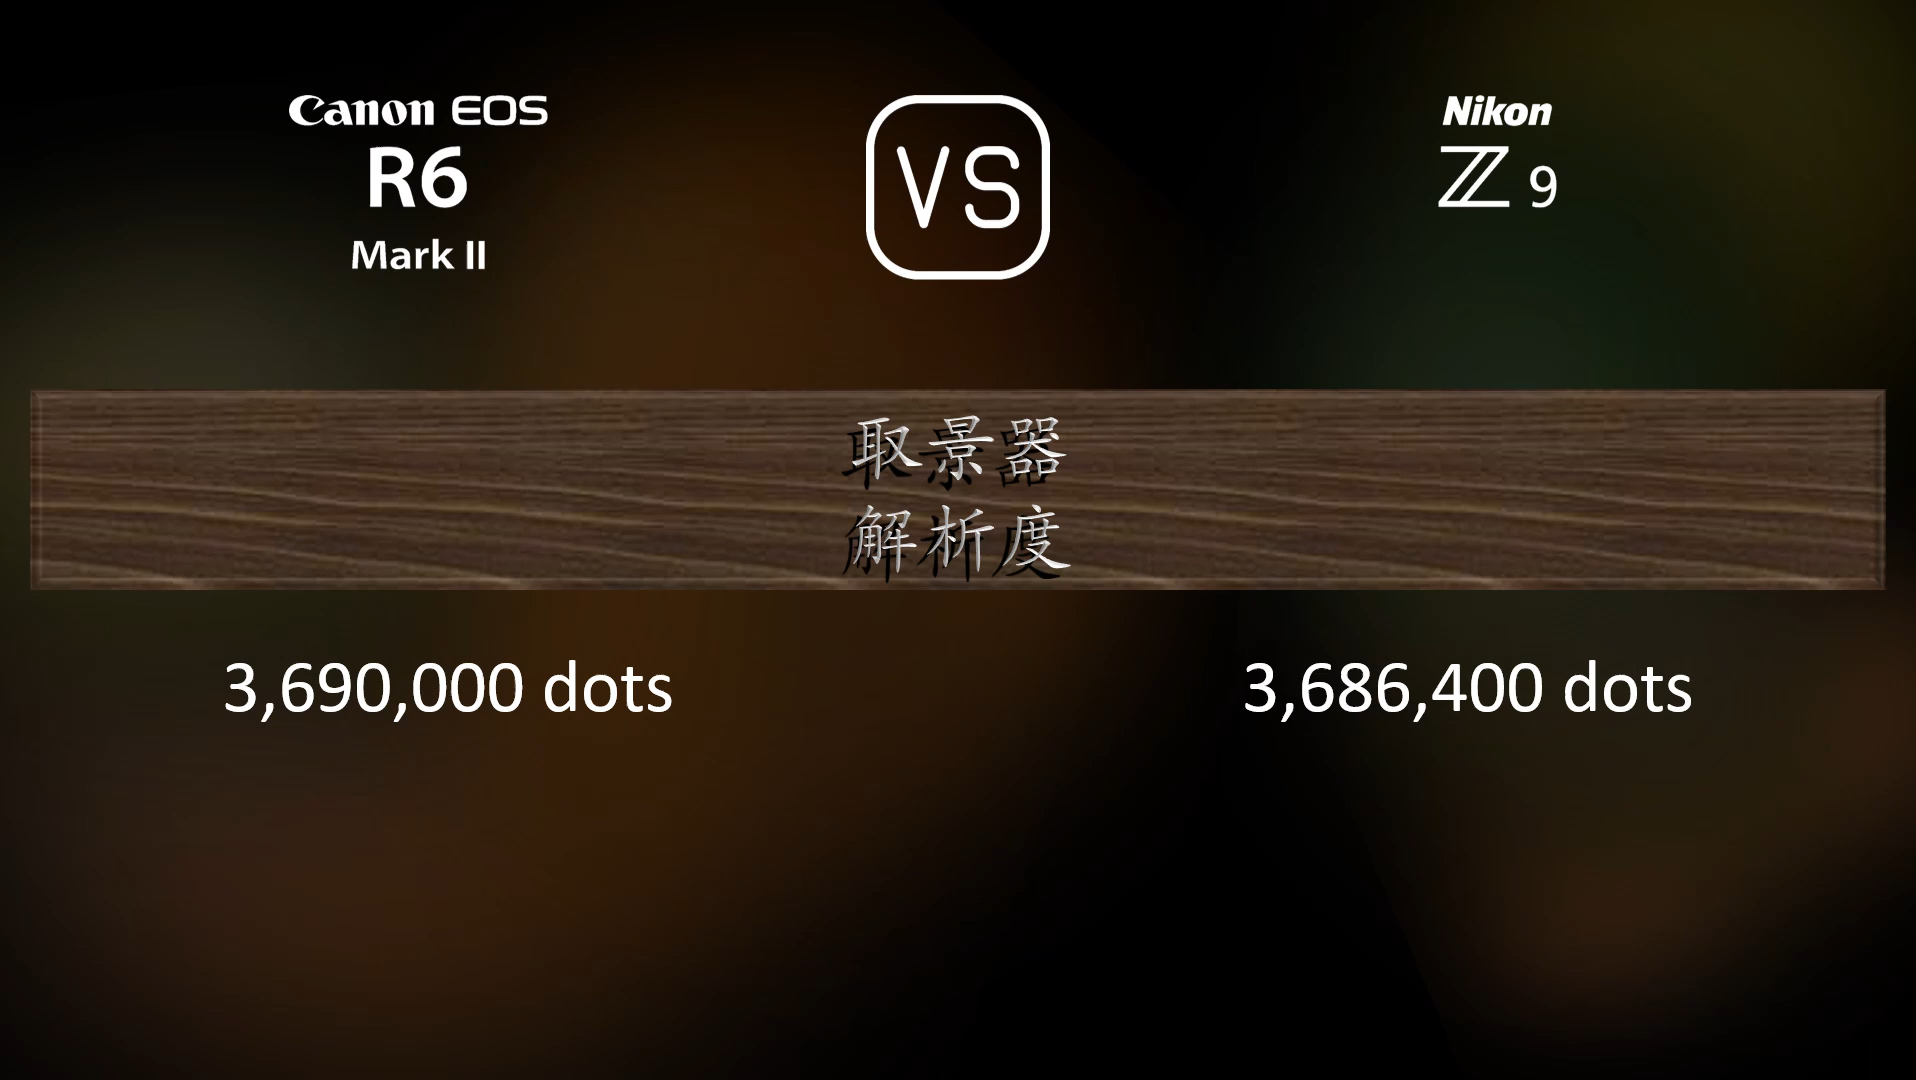 Canon EOS
R6
Mark II
VS
Nikon
Z 9
取景器
解析度
3,690,000 dots
3,686,400 dots